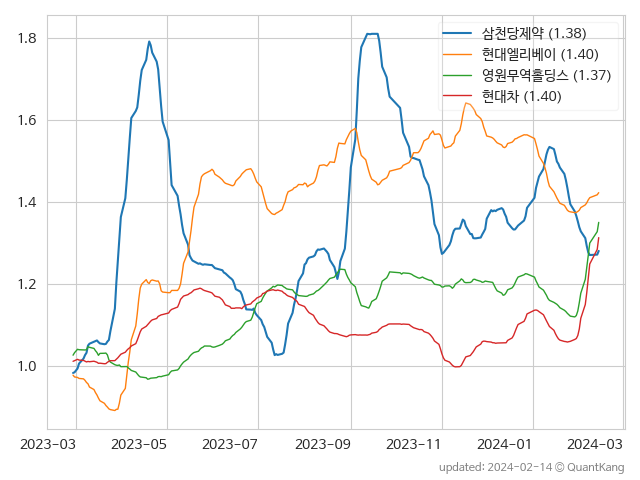 삼천당제약 (1.38)
현대엘리베이 (1.40)
영원무역홀딩스 (1.37)
현대차 (1.40)
1.8
1.6
1.4
1.2
1.0
2023-03 2023-05 2023-07 2023-09 2023-11 2024-01 2024-03
updated: 2024-02-14 © QuantKang